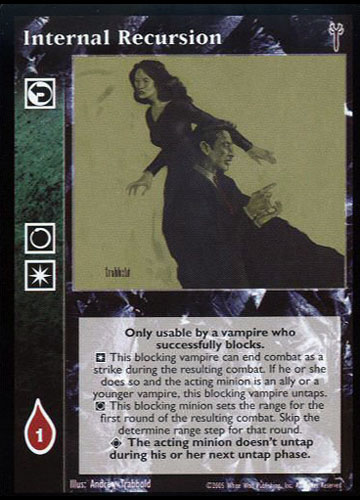 Internal Recursion
Trabbold
Only usable by a vampire who
successfully blocks.
This blocking vampire can end combat as a
strike during the resulting combat. If he or she
does so and the acting minion is an ally or a
younger vampire, this blocking vampire untaps.
This blocking minion sets the range for the
first round of the resulting combat. Skip the
determine range step for that round.
The acting minion doesn't untap
during his or her next untap phase.
1
Illus: Andrew Trabbold
©2005 White Wolf Publishing, Inc. All Rights Reserved